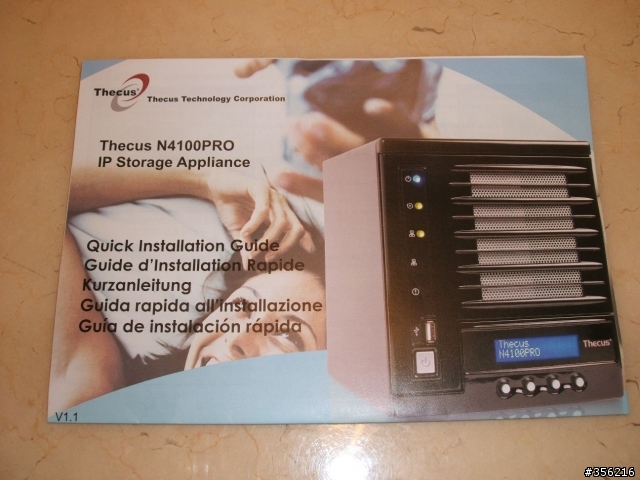 Thecus®
Thecus Technology Corporation
Thecus N4100PRO
IP Storage Appliance
Quick Installation Guide
Guide d'Installation Rapide
Kurzanleitung
Guida rapida all'installazione
Guía de instalación rápida
V1.1
Thecus
N4100PRO
Thecus®
#356216